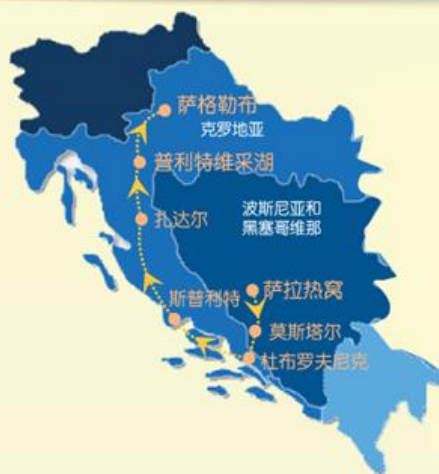 萨格勒布
克罗地亚
普利特维采湖
波斯尼亚和
黑塞哥维那
扎达尔
萨拉热窝
斯普利特
莫斯塔尔
杜布罗夫尼克